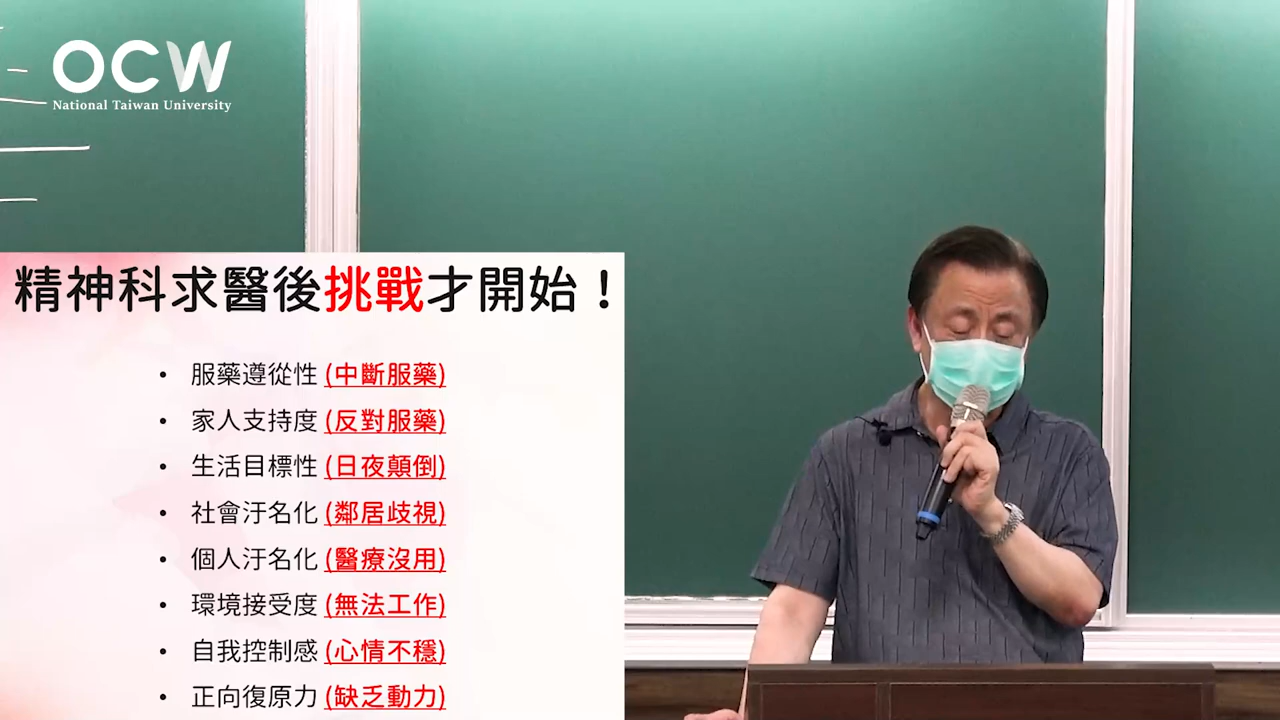 OCW
National Taiwan University
精神科求醫後挑戰才開始！
• 服藥遵從性 (中斷服藥)
• 家人支持度 (反對服藥)
• 生活目標性 (日夜顛倒)
• 社會汙名化 (鄰居歧視)
• 個人汙名化 (醫療沒用)
• 環境接受度 (無法工作)
• 自我控制感 (心情不穩)
• 正向復原力 (缺乏動力)